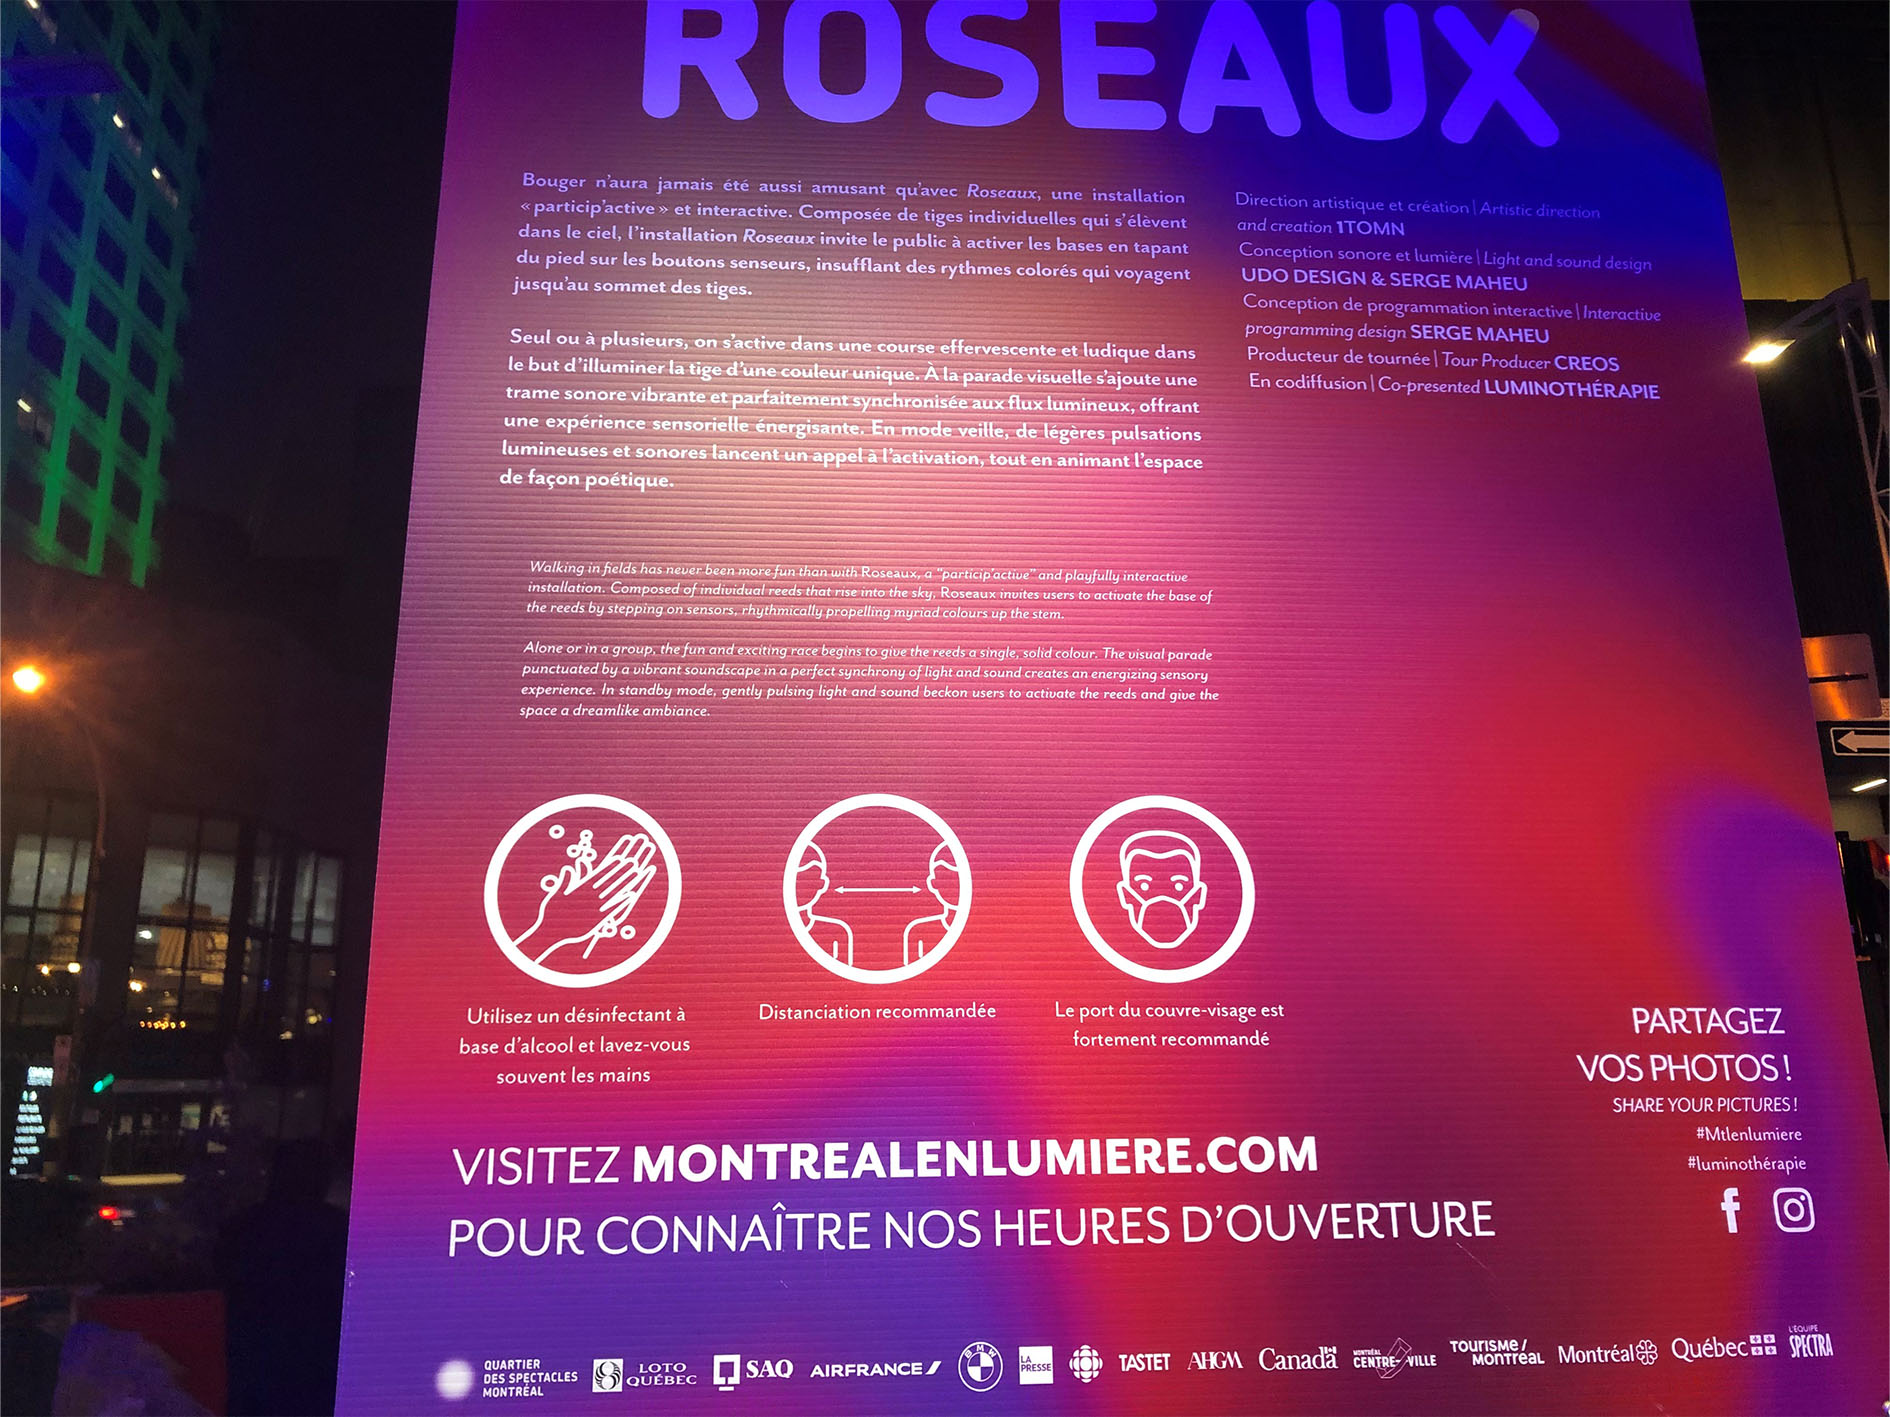 ROSEAUX
Bouger n'aura jamais été aussi amusant qu'avec Roseaux, une installation
« particip'active » et interactive. Composée de tiges individuelles qui s'élèvent
dans le ciel, l'installation Roseaux invite le public à activer les bases en tapant
du pied sur les boutons senseurs, insufflant des rythmes colorés qui voyagent
jusqu'au sommet des tiges.
Seul ou à plusieurs, on s'active dans une course effervescente et ludique dans
le but d'illuminer la tige d'une couleur unique. À la parade visuelle s'ajoute une
trame sonore vibrante et parfaitement synchronisée aux flux lumineux, offrant
une expérience sensorielle énergisante. En mode veille, de légères pulsations
lumineuses et sonores lancent un appel à l'activation, tout en animant l'espace
de façon poétique.
Walking in fields has never been more fun than with Roseaux, a "particip'active" and playfully interactive
installation. Composed of individual reeds that rise into the sky, Roseaux invites users to activate the base of
the reeds by stepping on sensors, rhythmically propelling myriad colours up the stem.
Alone or in a group, the fun and exciting race begins to give the reeds a single, solid colour. The visual parade
punctuated by a vibrant soundscape in a perfect synchrony of light and sound creates an energizing sensory
experience. In standby mode, gently pulsing light and sound beckon users to activate the reeds and give the
space a dreamlike ambiance.
Direction artistique et création | Artistic direction
and creation 1TOMN
Conception sonore et lumière | Light and sound design
UDO DESIGN & SERGE MAHEU
Conception de programmation interactive | Interactive
programming design SERGE MAHEU
Producteur de tournée | Tour Producer CREOS
En codiffusion | Co-presented LUMINOTHÉRAPIE
Utilisez un désinfectant à
base d'alcool et lavez-vous
souvent les mains
Distanciation recommandée
Le port du couvre-visage est
fortement recommandé
PARTAGEZ
VOS PHOTOS !
SHARE YOUR PICTURES !
#Mtlenlumiere
#luminothérapie
VISITEZ MONTREALENLUMIERE.COM
POUR CONNAÎTRE NOS HEURES D'OUVERTURE
QUARTIER
DES SPECTACLES
MONTRÉAL
LOTO
QUÉBEC
SAQ
AIRFRANCE
BMW
LA
PRESSE
TASTET
AHGM
Canada
MONTRÉAL
CENTRE-VILLE
TOURISME /
MONTRÉAL
Montréal
Québec
L'ÉQUIPE
SPECTRA